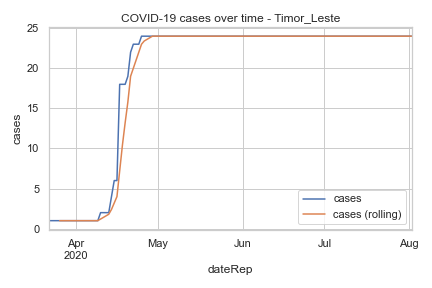 COVID-19 cases over time - Timor_Leste
cases
25
20
15
10
5
0
Apr
2020
May
Jun
Jul
Aug
dateRep
cases
cases (rolling)